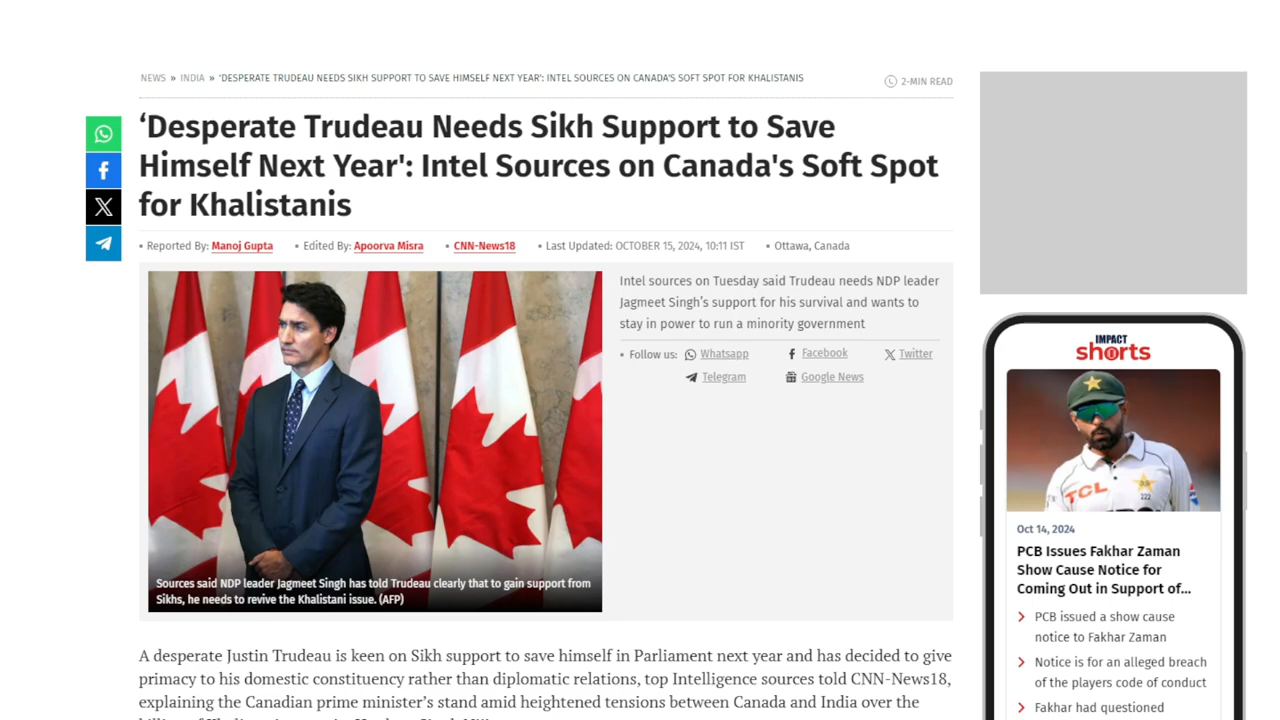 NEWS » INDIA » 'DESPERATE TRUDEAU NEEDS SIKH SUPPORT TO SAVE HIMSELF NEXT YEAR': INTEL SOURCES ON CANADA'S SOFT SPOT FOR KHALISTANIS
2-MIN READ
‘Desperate Trudeau Needs Sikh Support to Save
Himself Next Year': Intel Sources on Canada's Soft Spot
for Khalistanis
Reported By: Manoj Gupta
Edited By: Apoorva Misra
CNN-News18
Last Updated: OCTOBER 15, 2024, 10:11 IST
Ottawa, Canada
Sources said NDP leader Jagmeet Singh has told Trudeau clearly that to gain support from
Sikhs, he needs to revive the Khalistani issue. (AFP)
Intel sources on Tuesday said Trudeau needs NDP leader
Jagmeet Singh’s support for his survival and wants to
stay in power to run a minority government
Follow us: Whatsapp Facebook Twitter
Telegram Google News
A desperate Justin Trudeau is keen on Sikh support to save himself in Parliament next year and has decided to give
primacy to his domestic constituency rather than diplomatic relations, top Intelligence sources told CNN-News18,
explaining the Canadian prime minister’s stand amid heightened tensions between Canada and India over the
IMPACT
shorts
TCL
222
Oct 14, 2024
PCB Issues Fakhar Zaman
Show Cause Notice for
Coming Out in Support of...
PCB issued a show cause
notice to Fakhar Zaman
Notice is for an alleged breach
of the players code of conduct
Fakhar had questioned